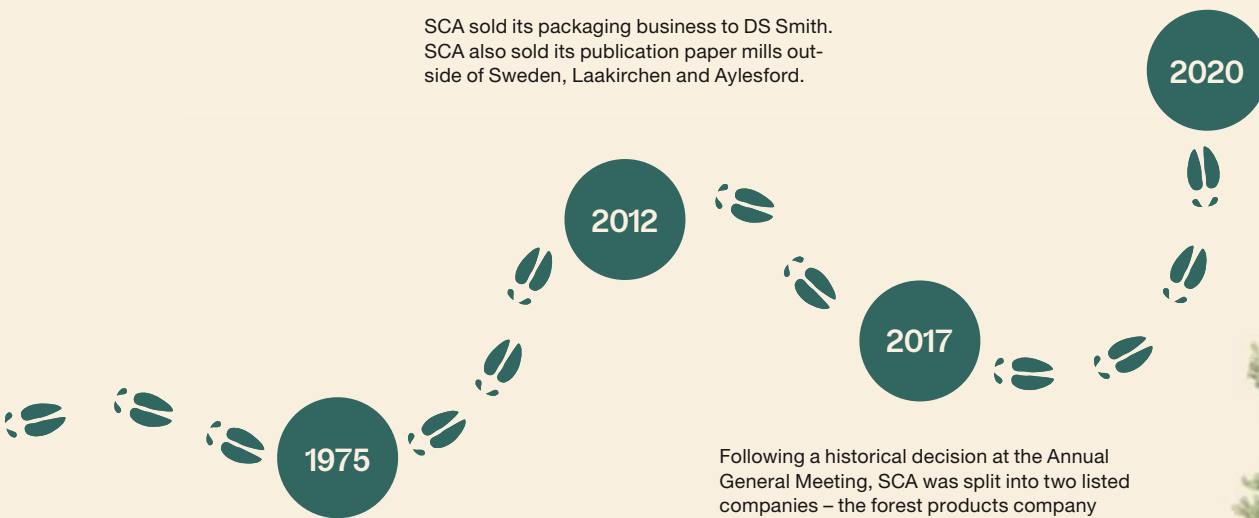 SCA sold its packaging business to DS Smith.
SCA also sold its publication paper mills out-
side of Sweden, Laakirchen and Aylesford.
2020
2012
2017
1975
Following a historical decision at the Annual
General Meeting, SCA was split into two listed
companies – the forest products company